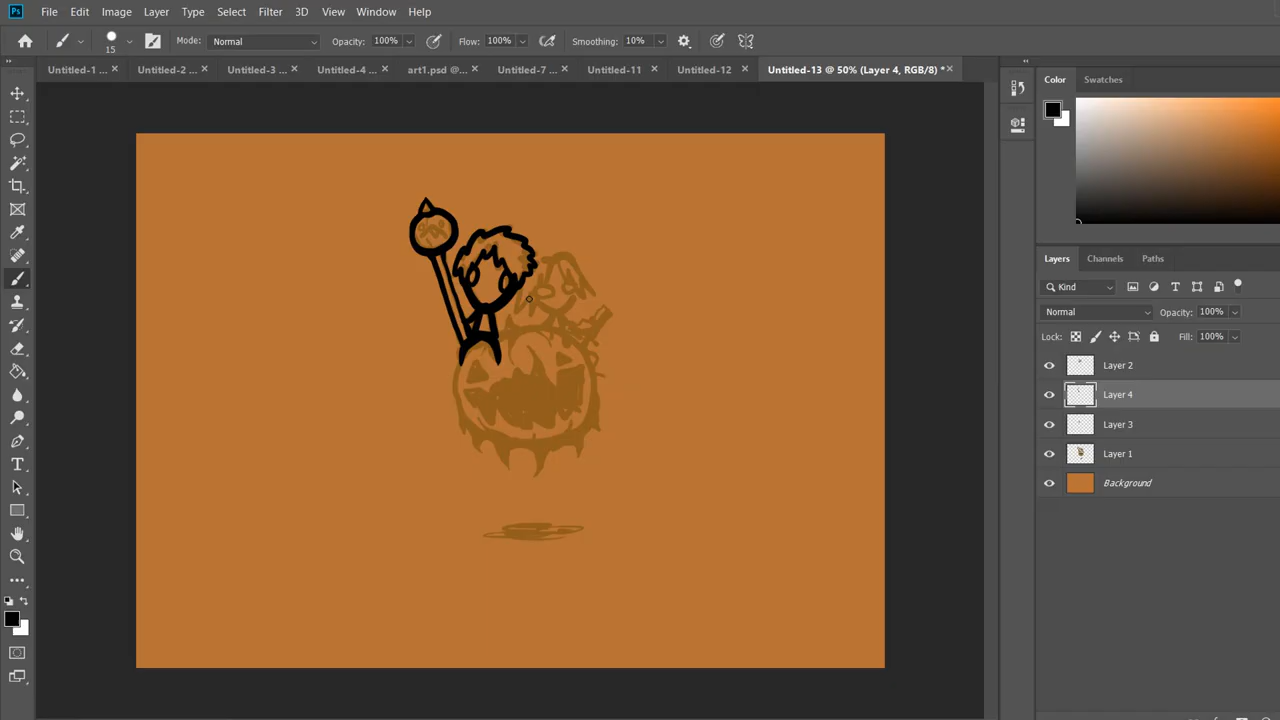 Ps File Edit Image Layer Type Select Filter 3D View Window Help
15 Mode: Normal Opacity: 100% Flow: 100% Smoothing: 10%
Untitled-1 ... × Untitled-2 ... × Untitled-3 ... × Untitled-4 ... × art1.psd @... × Untitled-7 ... × Untitled-11 × Untitled-12 × Untitled-13 @ 50% (Layer 4, RGB/8) * ×
Color Swatches
Layers Channels Paths
Kind
Normal Opacity: 100%
Lock: Fill: 100%
Layer 2
Layer 4
Layer 3
Layer 1
Background